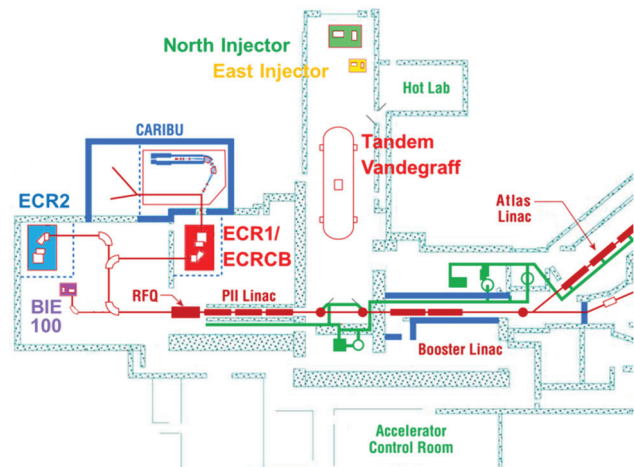 North Injector
East Injector
Hot Lab
CARIBU
Tandem
Vandegraff
ECR2
ECR1/
ECRCB
Atlas
Linac
BIE
100
RFQ
PII Linac
Booster Linac
Accelerator
Control Room